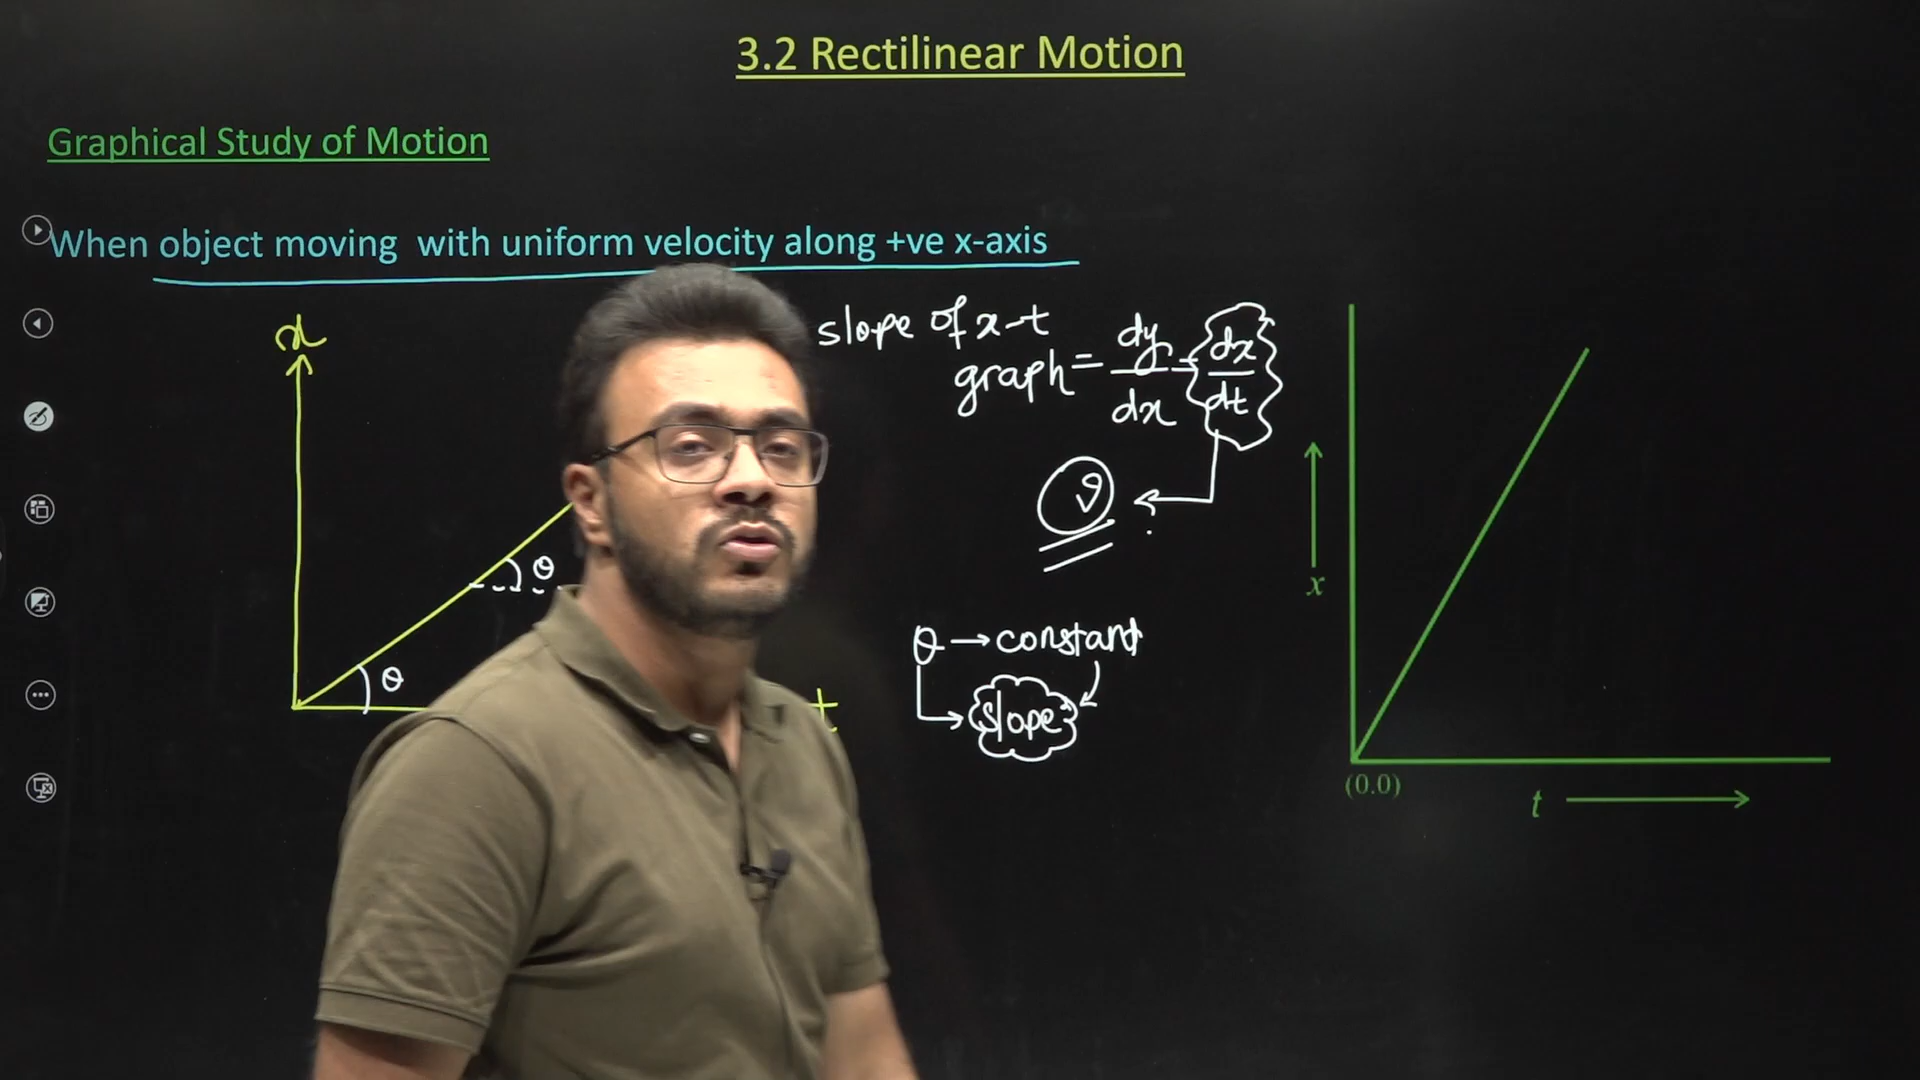 3.2 Rectilinear Motion
Graphical Study of Motion
When object moving with uniform velocity along +ve x-axis
x
θ
θ
t
slope of x-t
graph = dy/dx = dx/dt
v
?
θ → constant
slope
x
(0.0)
t